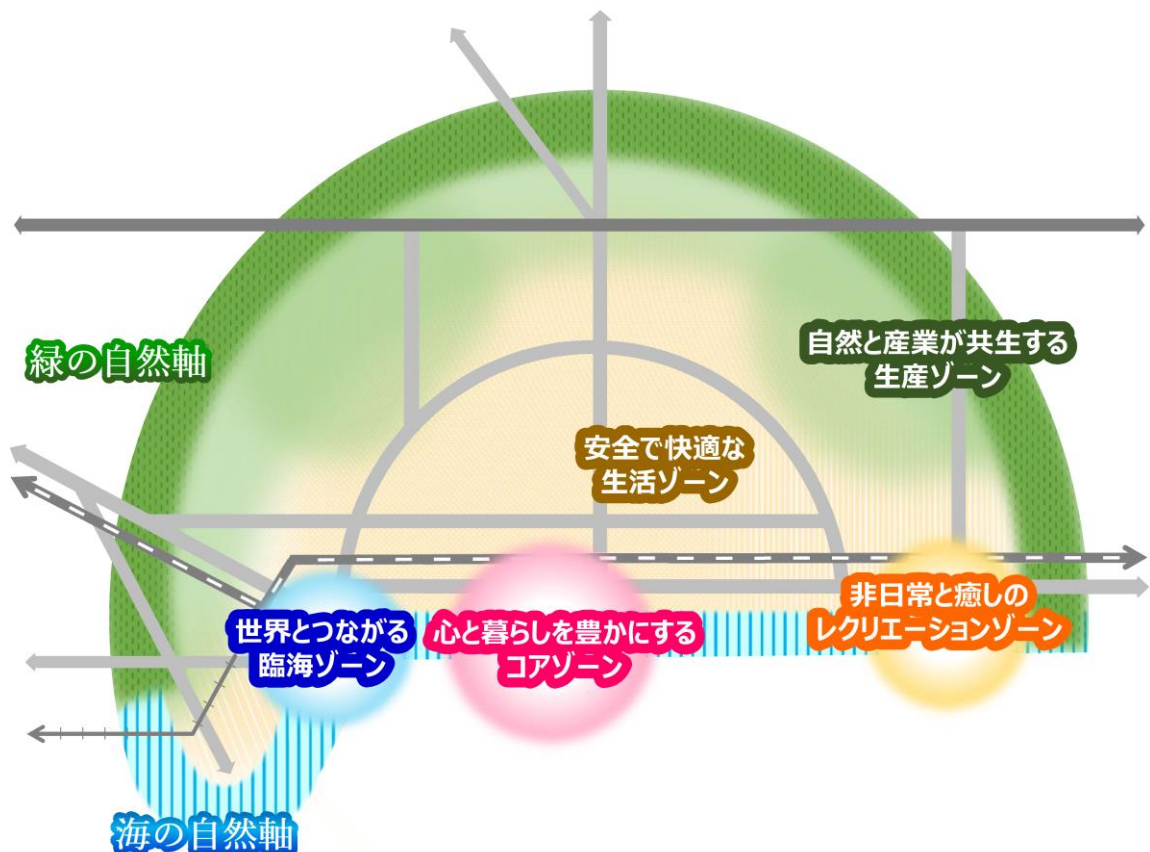 緑の自然軸
自然と産業が共生する
生産ゾーン
安全で快適な
生活ゾーン
世界とつながる
臨海ゾーン
心と暮らしを豊かにする
コアゾーン
非日常と癒しの
レクリエーションゾーン
海の自然軸